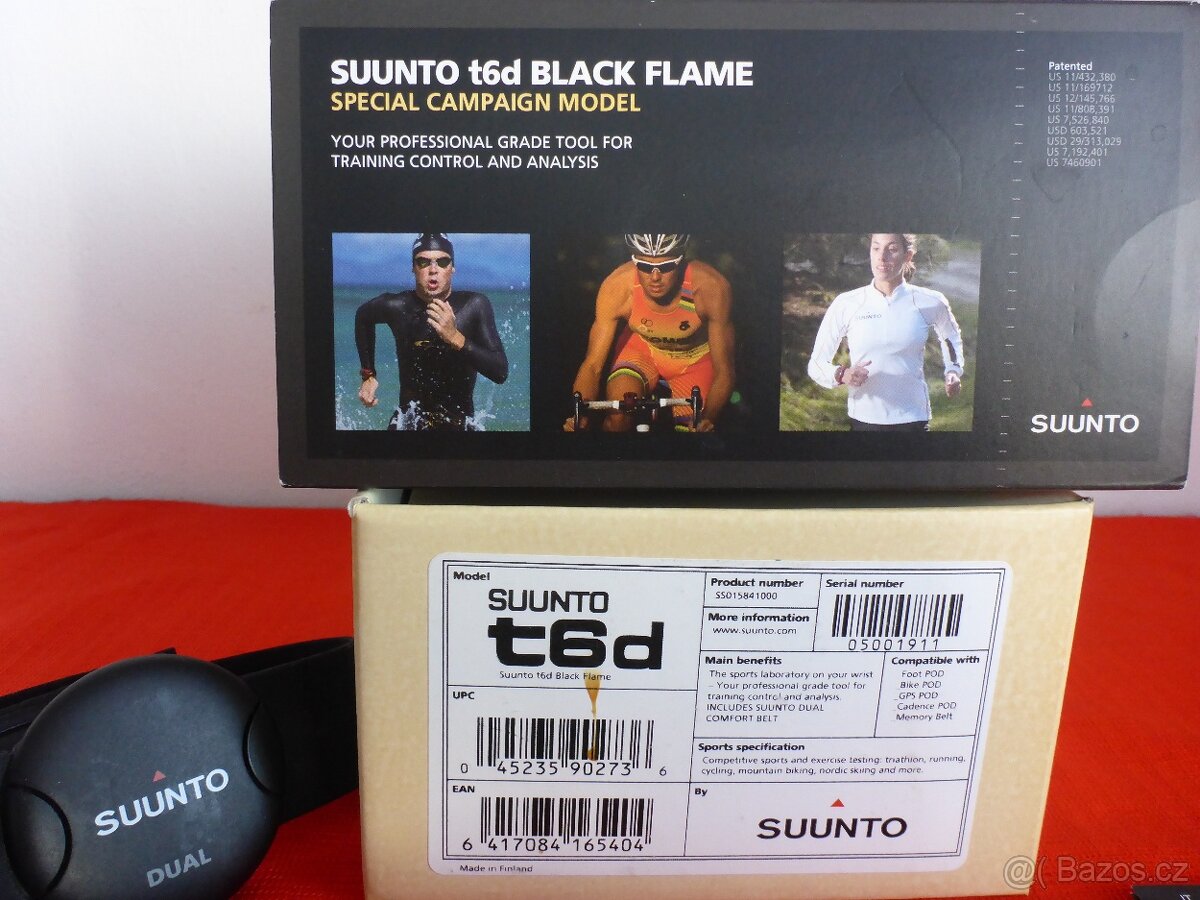 SUUNTO t6d BLACK FLAME
SPECIAL CAMPAIGN MODEL
YOUR PROFESSIONAL GRADE TOOL FOR
TRAINING CONTROL AND ANALYSIS
Patented
US 11/432,380
US 11/169712
US 12/145,766
US 11/808,391
US 7,526,840
USD 603,521
USD 29/313,029
US 7,192,401
US 7460901
SUUNTO
SUUNTO
Model
SUUNTO
t6d
Suunto t6d Black Flame
Product number
SS015841000
More information
www.suunto.com
Serial number
05001911
Main benefits
The sports laboratory on your wrist
– Your professional grade tool for
training control and analysis.
INCLUDES SUUNTO DUAL
COMFORT BELT
Compatible with
Foot POD
Bike POD
GPS POD
Cadence POD
Memory Belt
UPC
0 45235 90273 6
Sports specification
Competitive sports and exercise testing: triathlon, running,
cycling, mountain biking, nordic skiing and more.
EAN
6 417084 165404
By
SUUNTO
Made in Finland
SUUNTO
DUAL
@( Bazos.cz